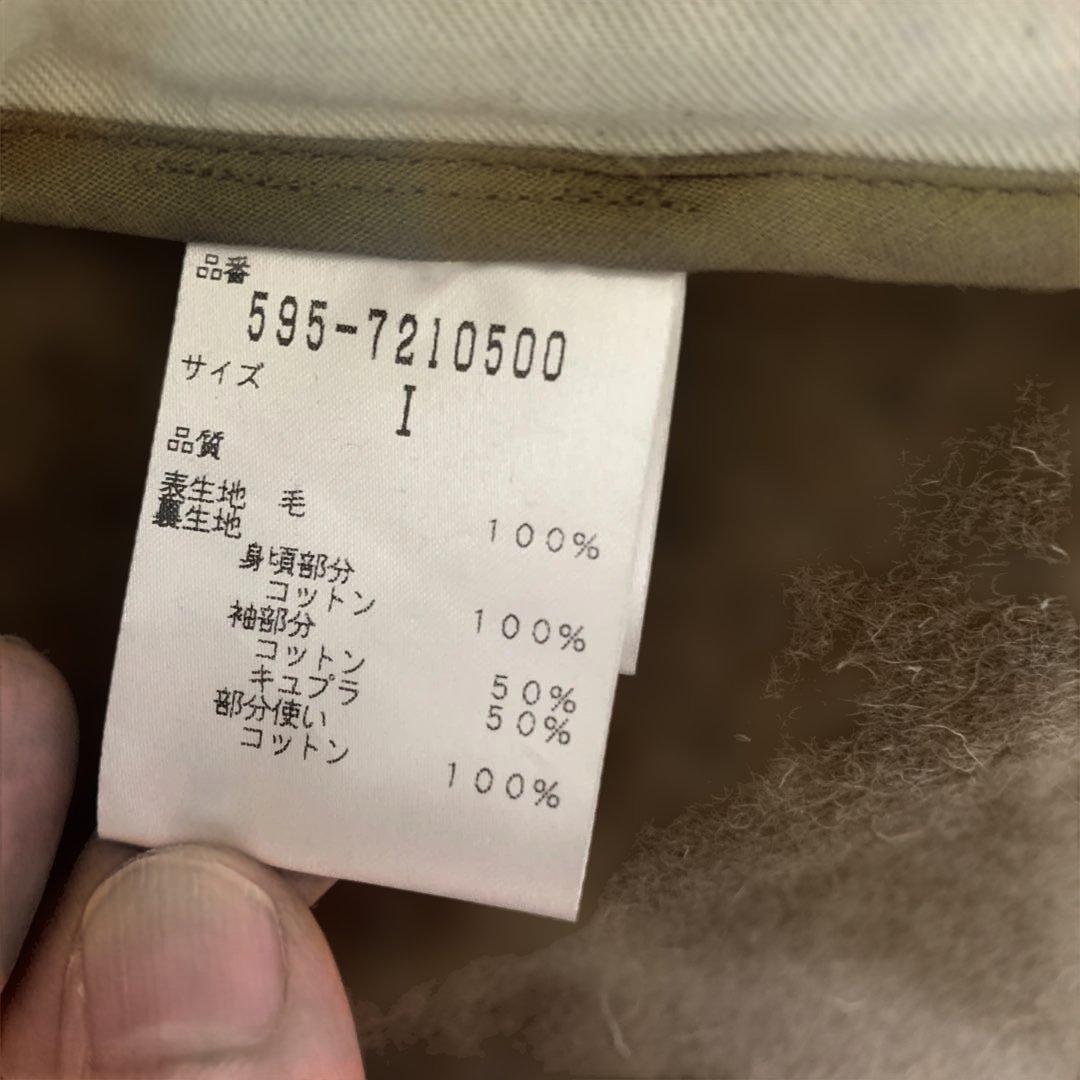 品番
595-7210500
サイズ
I
品質
表生地 毛 100%
裏生地
身頃部分
コットン 100%
袖部分
コットン 50%
キュプラ 50%
部分使い
コットン 100%